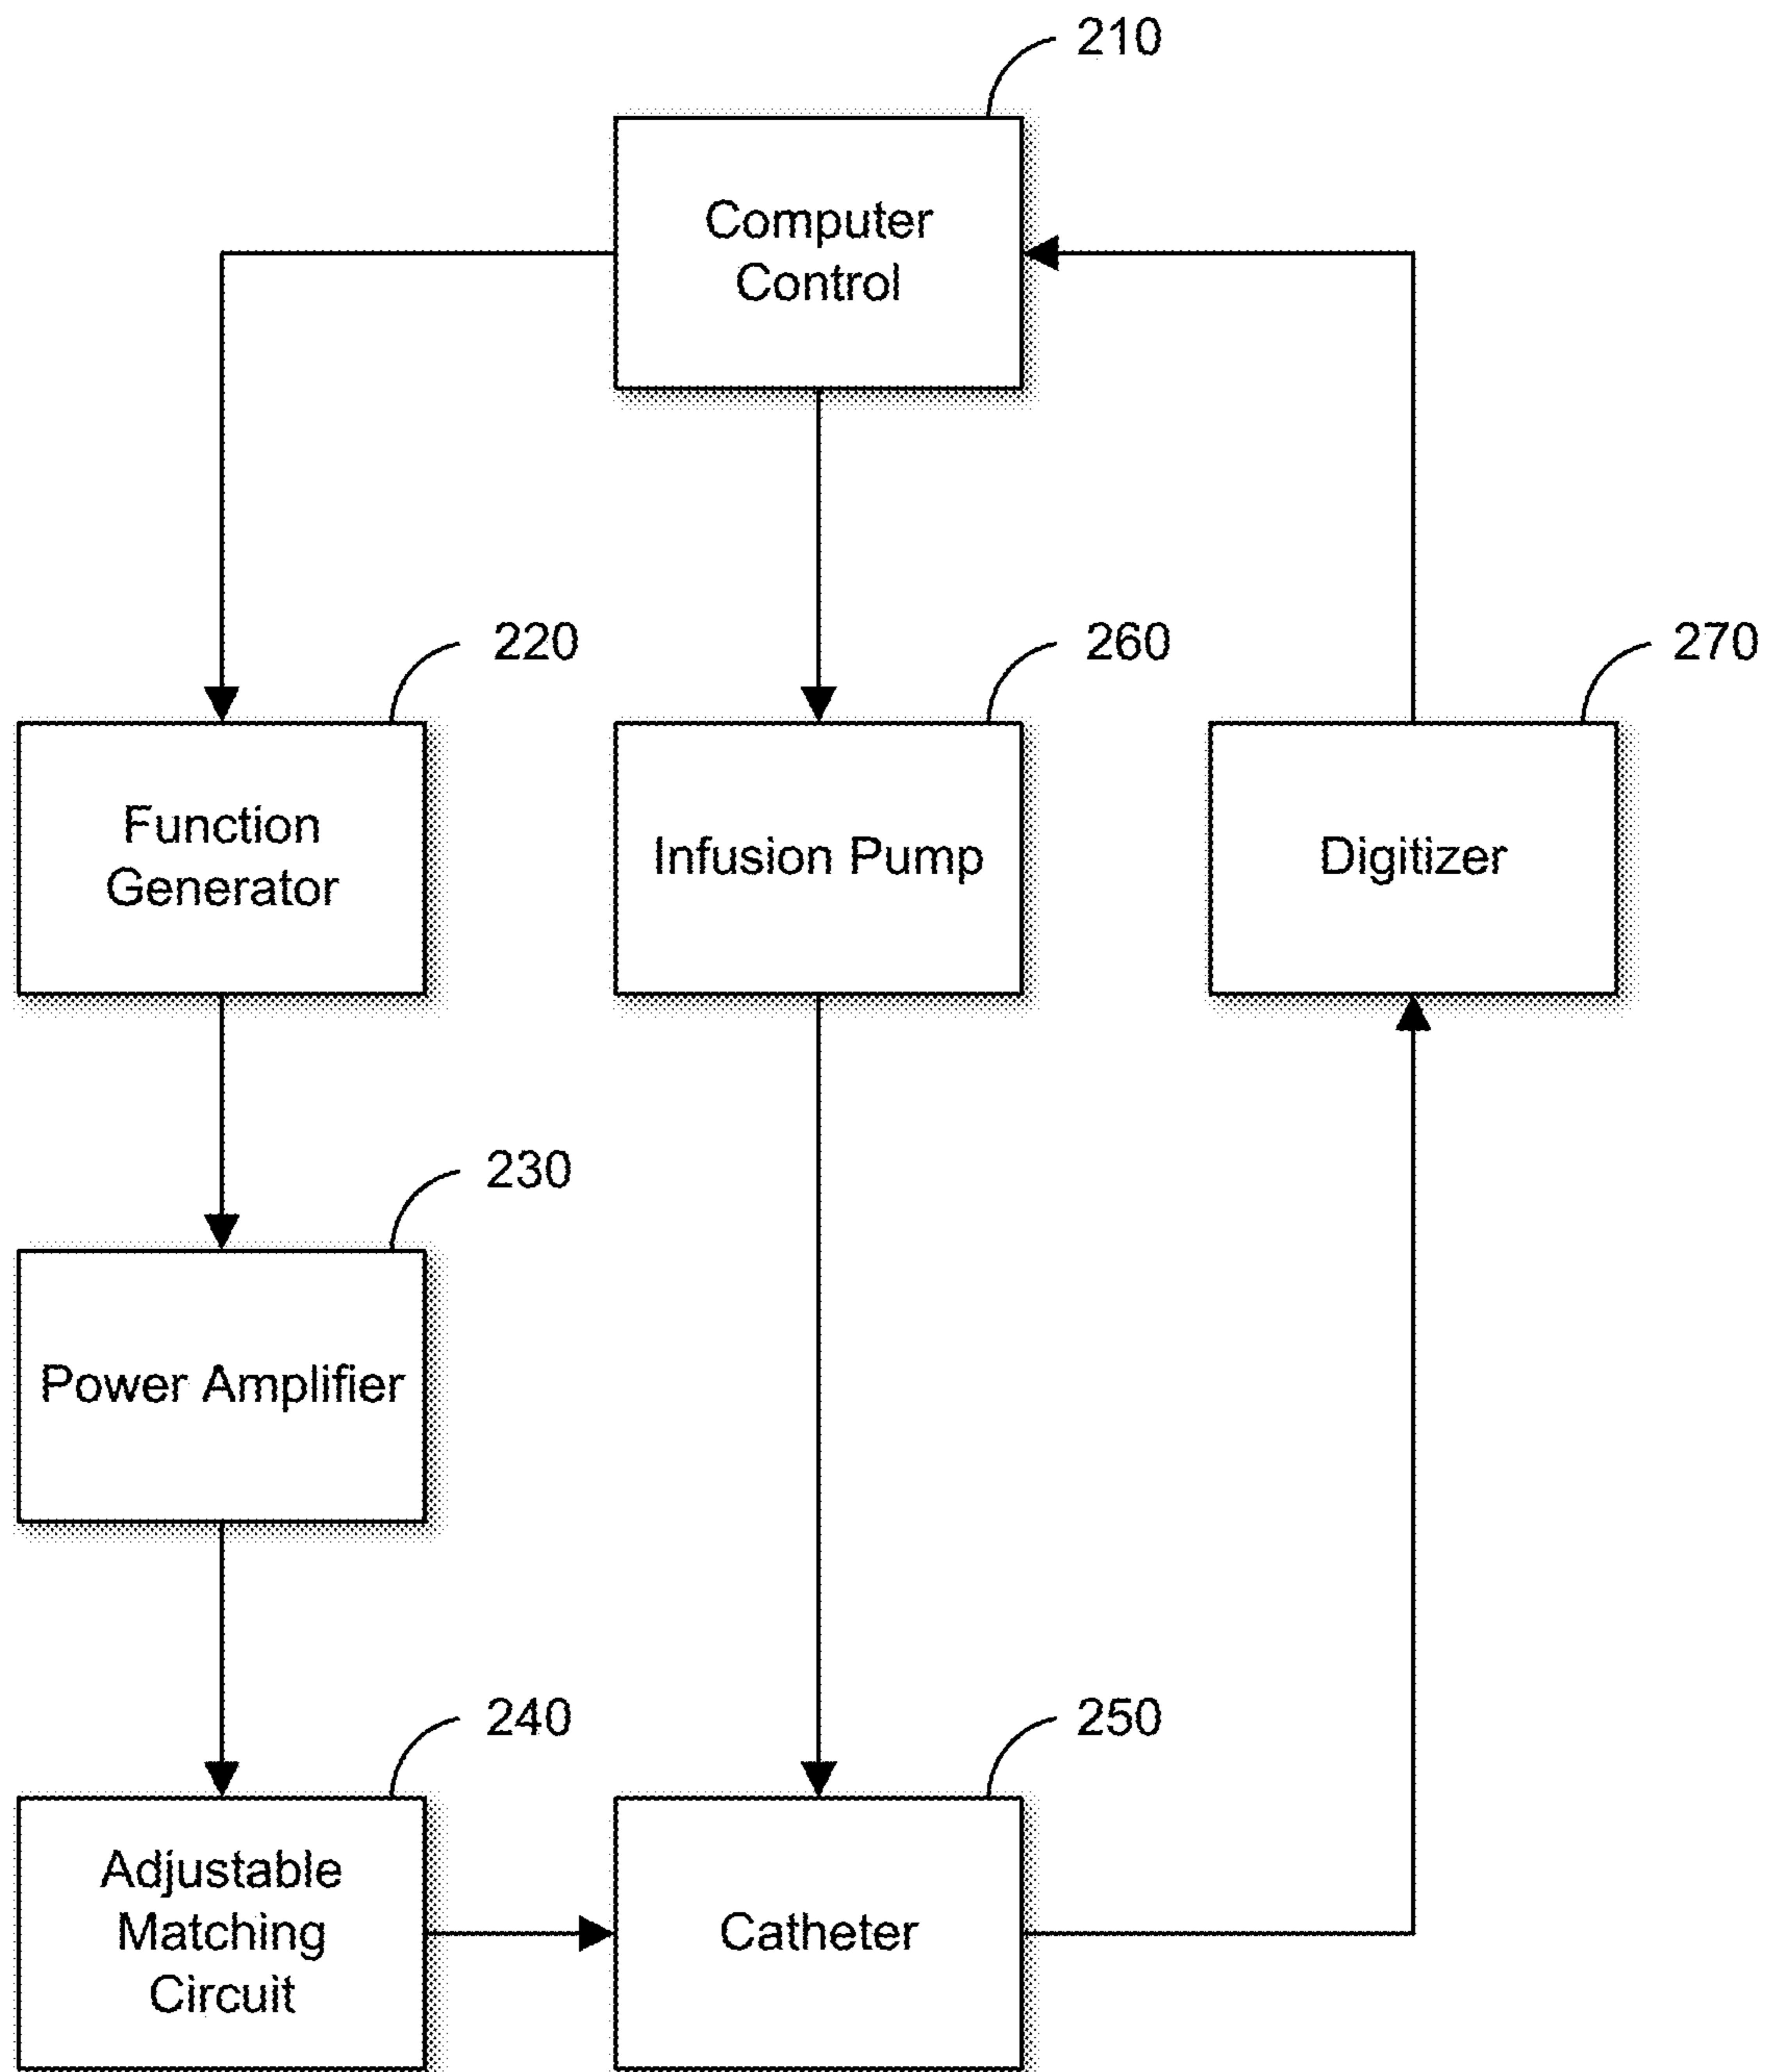 210
Computer
Control
220
260
270
Function
Generator
Infusion Pump
Digitizer
230
Power Amplifier
240
250
Adjustable
Matching
Circuit
Catheter